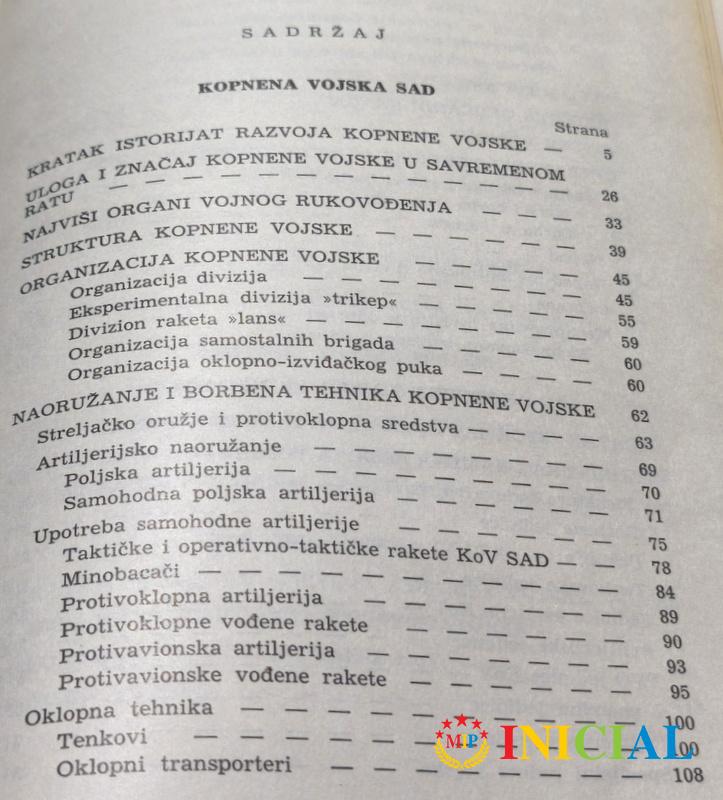 SADRŽAJ
KOPNENA VOJSKA SAD
Strana
KRATAK ISTORIJAT RAZVOJA KOPNENE VOJSKE — 5
ULOGA I ZNAČAJ KOPNENE VOJSKE U SAVREMENOM
RATU — — — — — — — — — — — — 26
NAJVIŠI ORGANI VOJNOG RUKOVOĐENJA — — — 33
STRUKTURA KOPNENE VOJSKE — — — — — 39
ORGANIZACIJA KOPNENE VOJSKE — — — — 45
Organizacija divizija — — — — — — — 45
Eksperimentalna divizija »trikep« — — — — 55
Divizion raketa »lans« — — — — — — — 59
Organizacija samostalnih brigada — — — — 60
Organizacija oklopno-izviđačkog puka — — — 60
NAORUŽANJE I BORBENA TEHNIKA KOPNENE VOJSKE 62
Streljačko oružje i protivoklopna sredstva — — — — 63
Artiljerijsko naoružanje — — — — — — — 69
Poljska artiljerija — — — — — — — — 70
Samohodna poljska artiljerija — — — — — 71
Upotreba samohodne artiljerije — — — — — 75
Taktičke i operativno-taktičke rakete KoV SAD — — 78
Minobacači — — — — — — — — — — 84
Protivoklopna artiljerija — — — — — — 89
Protivoklopne vođene rakete — — — — — 90
Protivavionska artiljerija — — — — — — 93
Protivavionske vođene rakete — — — — — 95
Oklopna tehnika — — — — — — — — — 100
Tenkovi — — — — — — — — — — 100
Oklopni transporteri — — — — — — — 108
MIP INICIAL